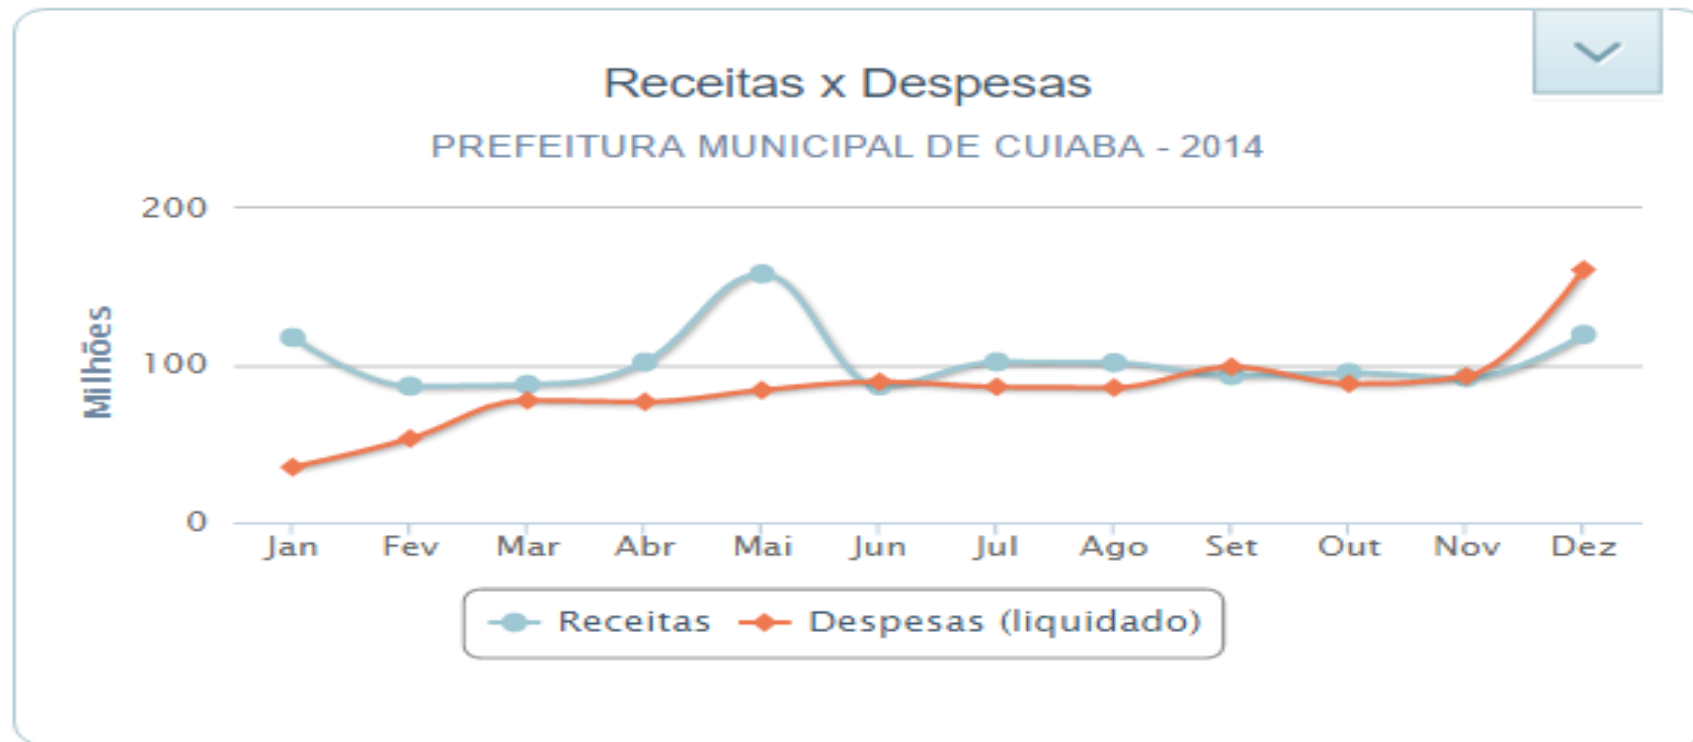 Receitas x Despesas
PREFEITURA MUNICIPAL DE CUIABA - 2014
200
100
0
Milhões
Jan Fev Mar Abr Mai Jun Jul Ago Set Out Nov Dez
Receitas Despesas (liquidado)